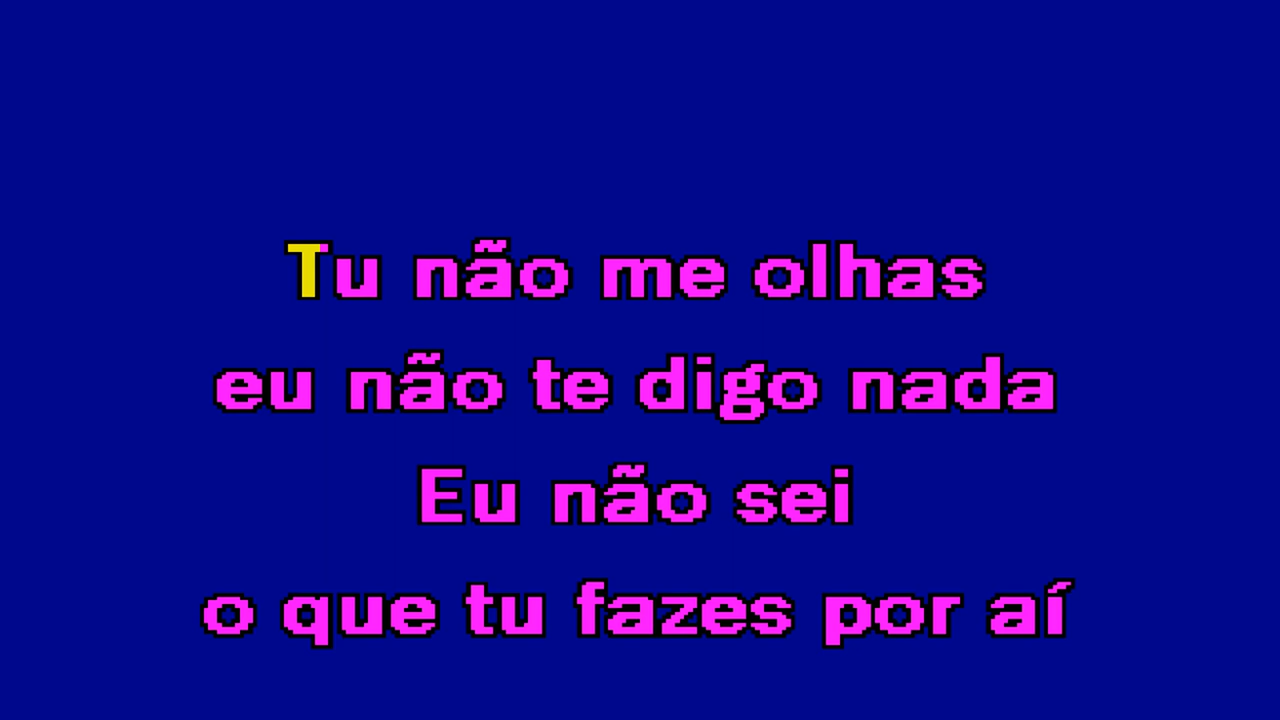 Tu não me olhas
eu não te digo nada
Eu não sei
o que tu fazes por aí